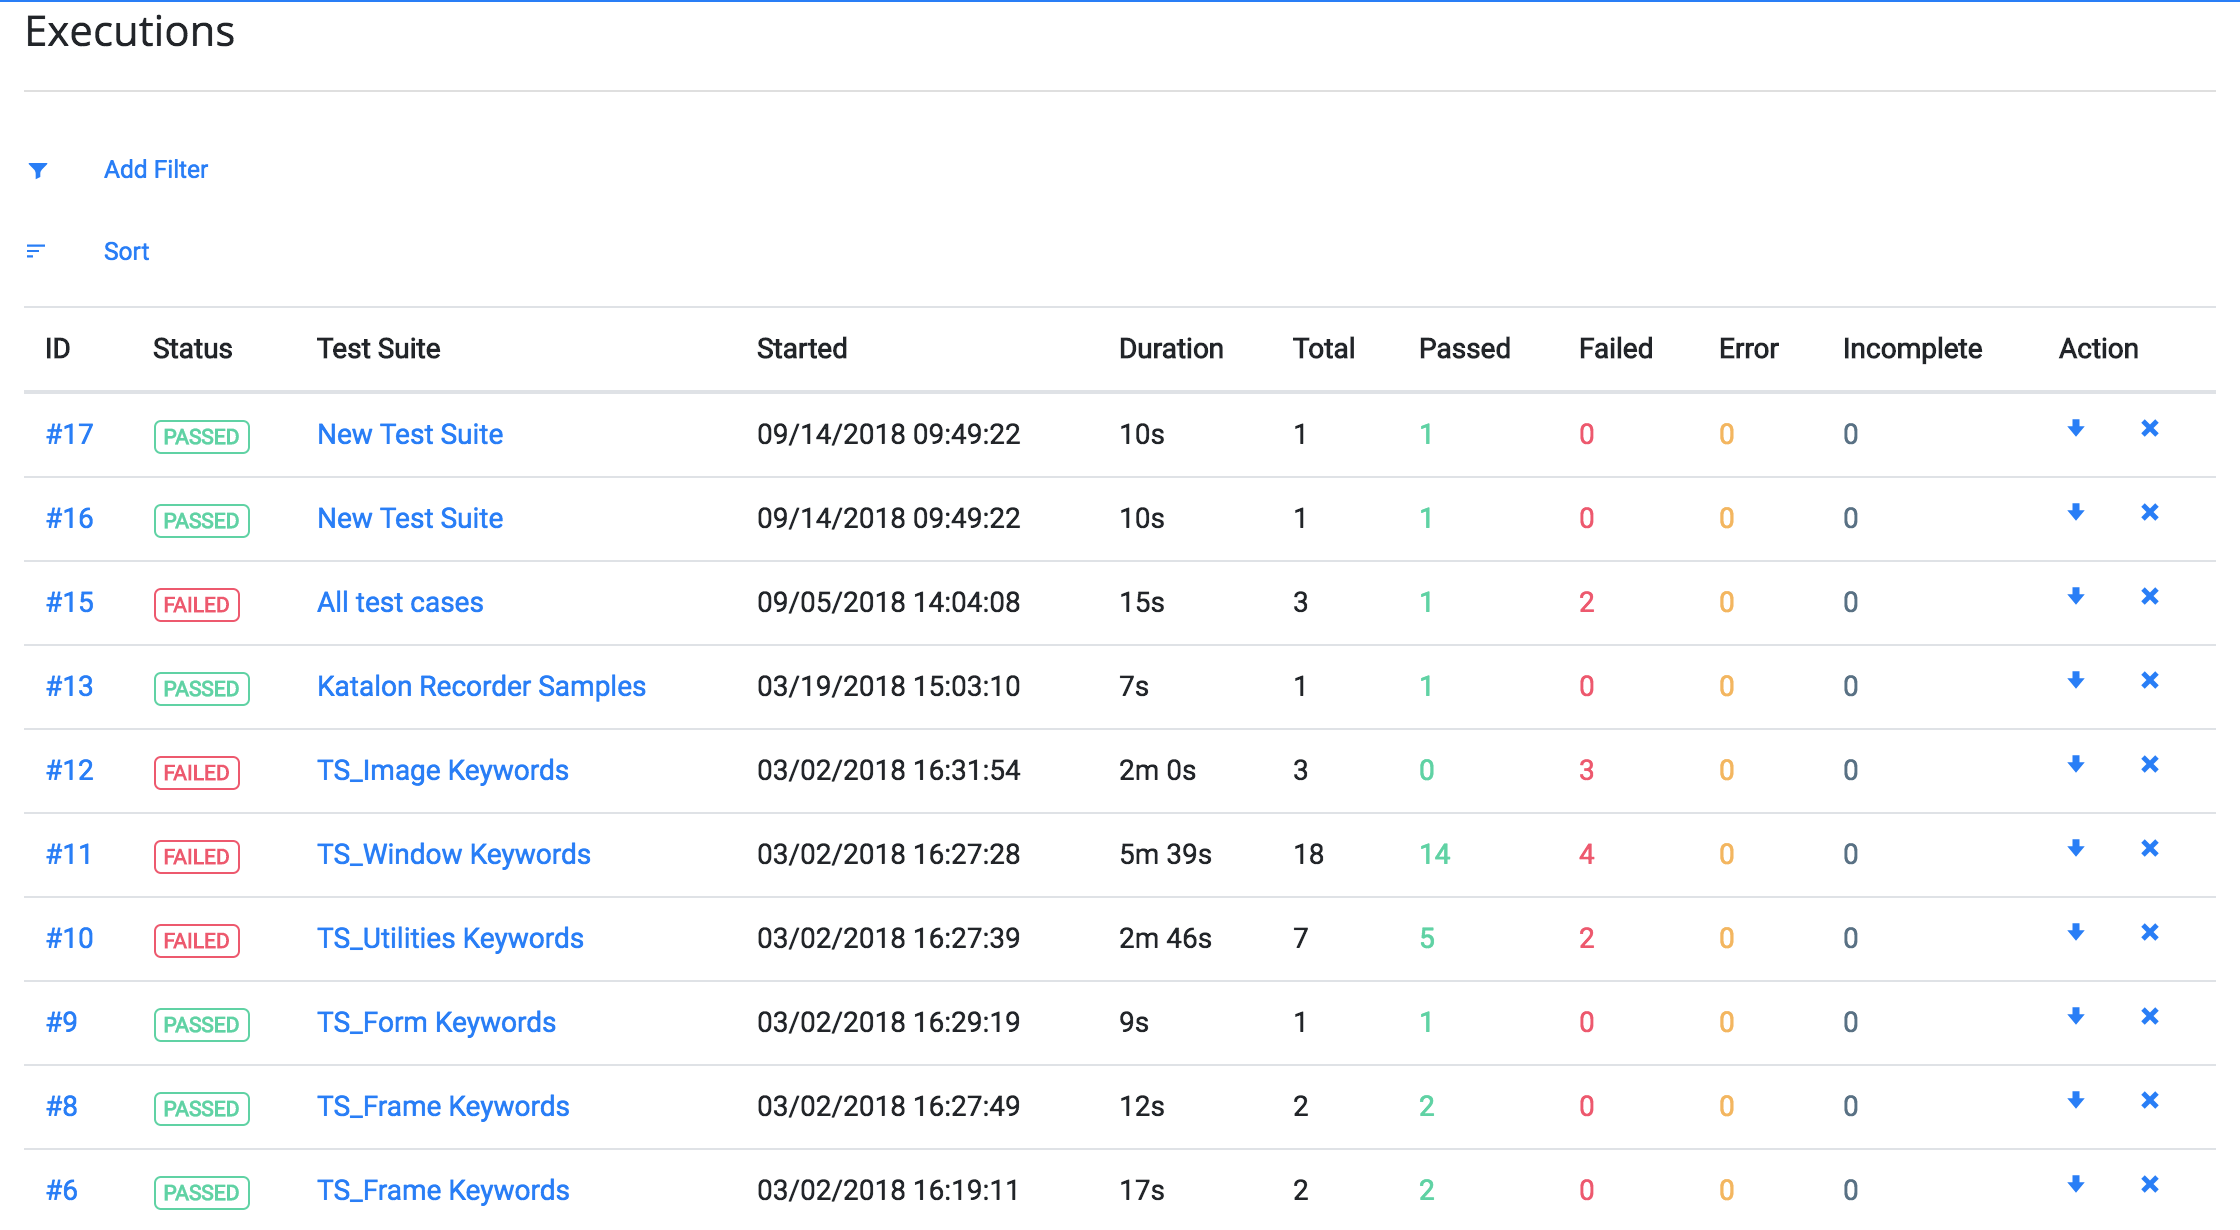 Executions
Add Filter
Sort
ID Status Test Suite Started Duration Total Passed Failed Error Incomplete Action
#17 PASSED New Test Suite 09/14/2018 09:49:22 10s 1 1 0 0 0
#16 PASSED New Test Suite 09/14/2018 09:49:22 10s 1 1 0 0 0
#15 FAILED All test cases 09/05/2018 14:04:08 15s 3 1 2 0 0
#13 PASSED Katalon Recorder Samples 03/19/2018 15:03:10 7s 1 1 0 0 0
#12 FAILED TS_Image Keywords 03/02/2018 16:31:54 2m 0s 3 0 3 0 0
#11 FAILED TS_Window Keywords 03/02/2018 16:27:28 5m 39s 18 14 4 0 0
#10 FAILED TS_Utilities Keywords 03/02/2018 16:27:39 2m 46s 7 5 2 0 0
#9 PASSED TS_Form Keywords 03/02/2018 16:29:19 9s 1 1 0 0 0
#8 PASSED TS_Frame Keywords 03/02/2018 16:27:49 12s 2 2 0 0 0
#6 PASSED TS_Frame Keywords 03/02/2018 16:19:11 17s 2 2 0 0 0